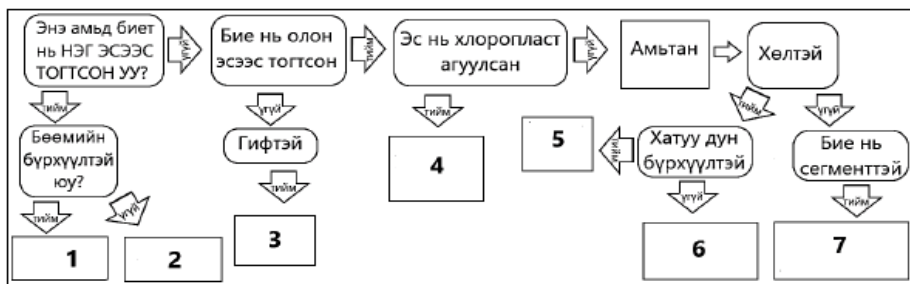 Энэ амьд биет
нь НЭГ ЭСЭЭС
ТОГТСОН УУ?
үгүй
Бие нь олон
эсээс тогтсон
тийм
Эс нь хлоропласт
агуулсан
үгүй
Амьтан
Хөлтэй
тийм
үгүй
тийм
тийм
үгүй
Бөөмийн
бүрхүүлтэй
юу?
Гифтэй
4
5
тийм
Хатуу дун
бүрхүүлтэй
Бие нь
сегменттэй
тийм
үгүй
тийм
үгүй
тийм
1
2
3
6
7